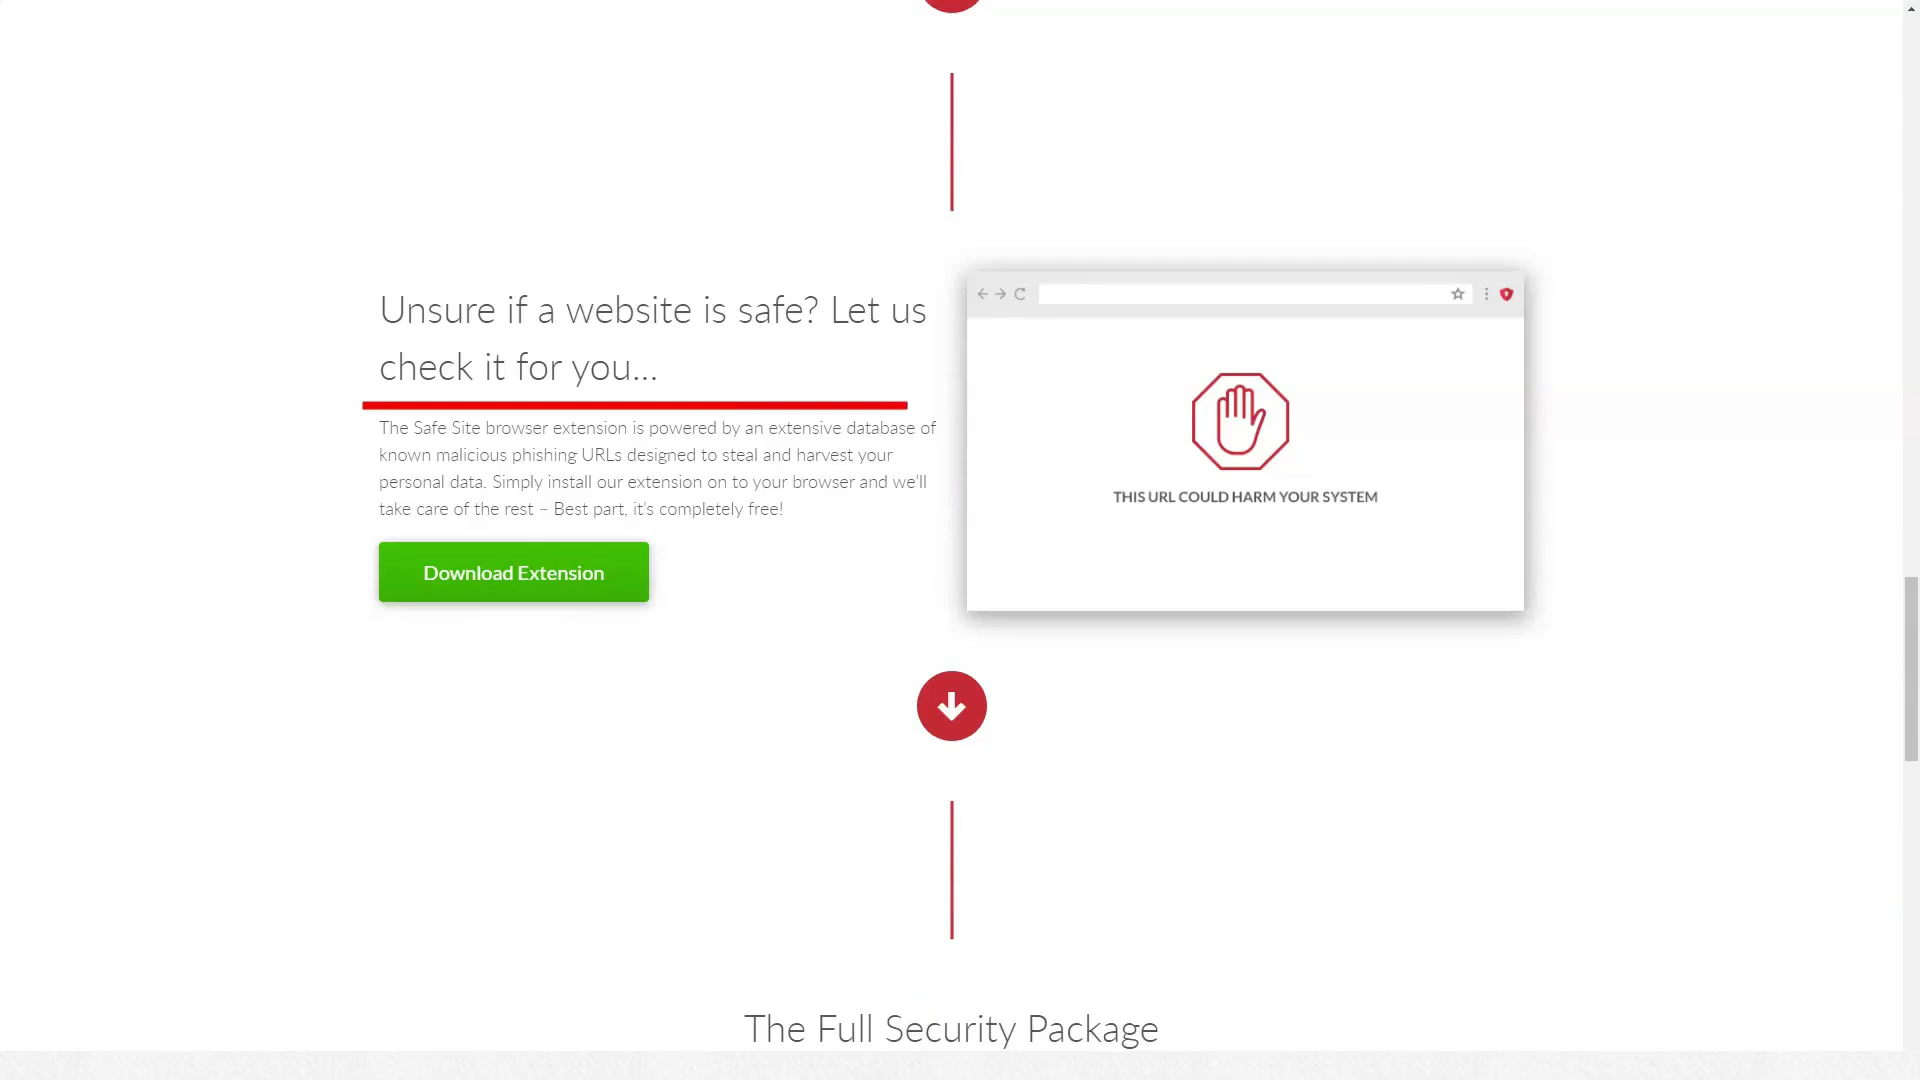 Unsure if a website is safe? Let us
check it for you...
The Safe Site browser extension is powered by an extensive database of
known malicious phishing URLs designed to steal and harvest your
personal data. Simply install our extension on to your browser and we'll
take care of the rest – Best part, it's completely free!
Download Extension
THIS URL COULD HARM YOUR SYSTEM
The Full Security Package